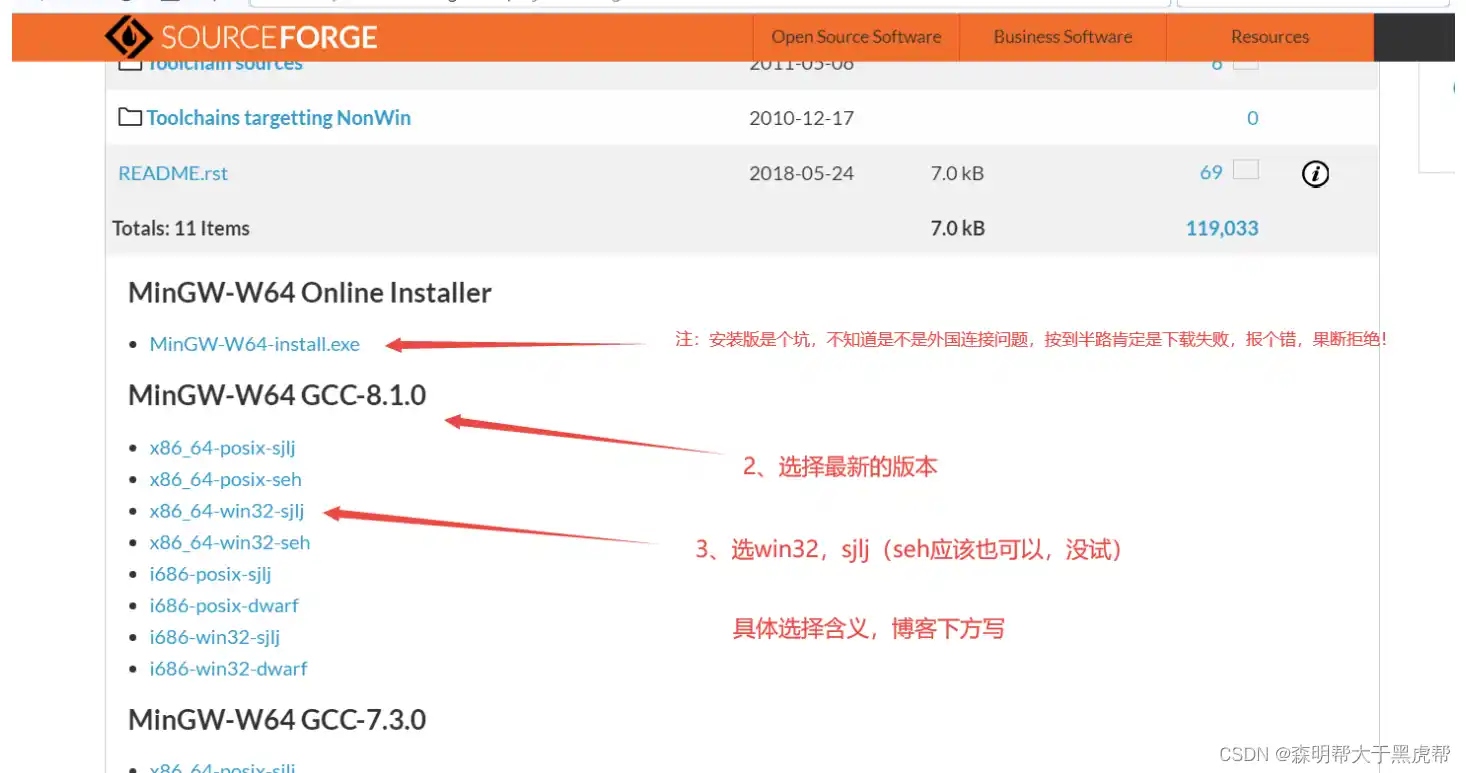 SOURCEFORGE
Open Source Software
Business Software
Resources
Toolchain sources 2011-05-08 6
Toolchains targetting NonWin 2010-12-17 0
README.rst 2018-05-24 7.0 kB 69 i
Totals: 11 Items 7.0 kB 119,033
MinGW-W64 Online Installer
MinGW-W64-install.exe
注：安装版是个坑，不知道是不是外国连接问题，按到半路肯定是下载失败，报个错，果断拒绝！
MinGW-W64 GCC-8.1.0
x86_64-posix-sjlj
2、选择最新的版本
x86_64-posix-seh
x86_64-win32-sjlj
x86_64-win32-seh
3、选win32，sjlj（seh应该也可以，没试）
i686-posix-sjlj
i686-posix-dwarf
具体选择含义，博客下方写
i686-win32-sjlj
i686-win32-dwarf
MinGW-W64 GCC-7.3.0
x86_64-posix-sjlj
CSDN @森明帮大于黑虎帮